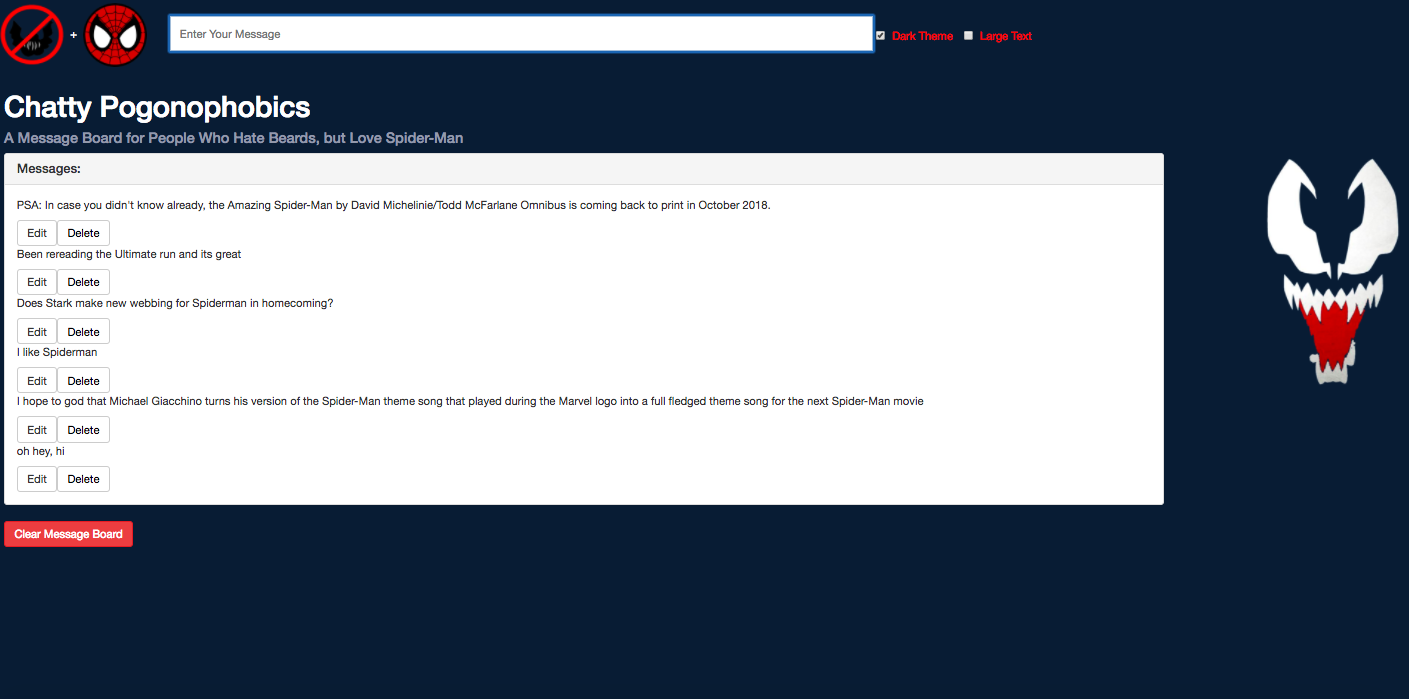 +
Enter Your Message
Dark Theme
Large Text
Chatty Pogonophobics
A Message Board for People Who Hate Beards, but Love Spider-Man
Messages:
PSA: In case you didn't know already, the Amazing Spider-Man by David Michelinie/Todd McFarlane Omnibus is coming back to print in October 2018.
Edit Delete
Been rereading the Ultimate run and its great
Edit Delete
Does Stark make new webbing for Spiderman in homecoming?
Edit Delete
I like Spiderman
Edit Delete
I hope to god that Michael Giacchino turns his version of the Spider-Man theme song that played during the Marvel logo into a full fledged theme song for the next Spider-Man movie
Edit Delete
oh hey, hi
Edit Delete
Clear Message Board